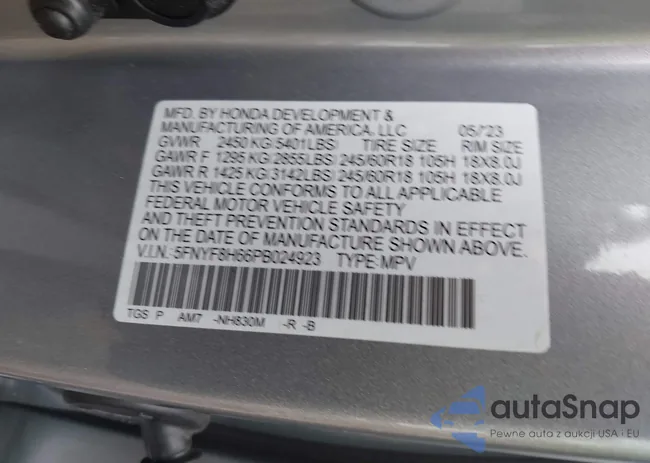 MFD. BY HONDA DEVELOPMENT &
MANUFACTURING OF AMERICA, LLC 05/23
GVWR 2450 KG(5401LBS) TIRE SIZE RIM SIZE
GAWR F 1295 KG(2855LBS) 245/60R18 105H 18X8.0J
GAWR R 1425 KG(3142LBS) 245/60R18 105H 18X8.0J
THIS VEHICLE CONFORMS TO ALL APPLICABLE
FEDERAL MOTOR VEHICLE SAFETY
AND THEFT PREVENTION STANDARDS IN EFFECT
ON THE DATE OF MANUFACTURE SHOWN ABOVE.
V.I.N.:5FNYF8H66PB024923 TYPE:MPV
TGS P AM7 -NH830M -R -B
autoSnap
Pewne auta z aukcji USA i EU